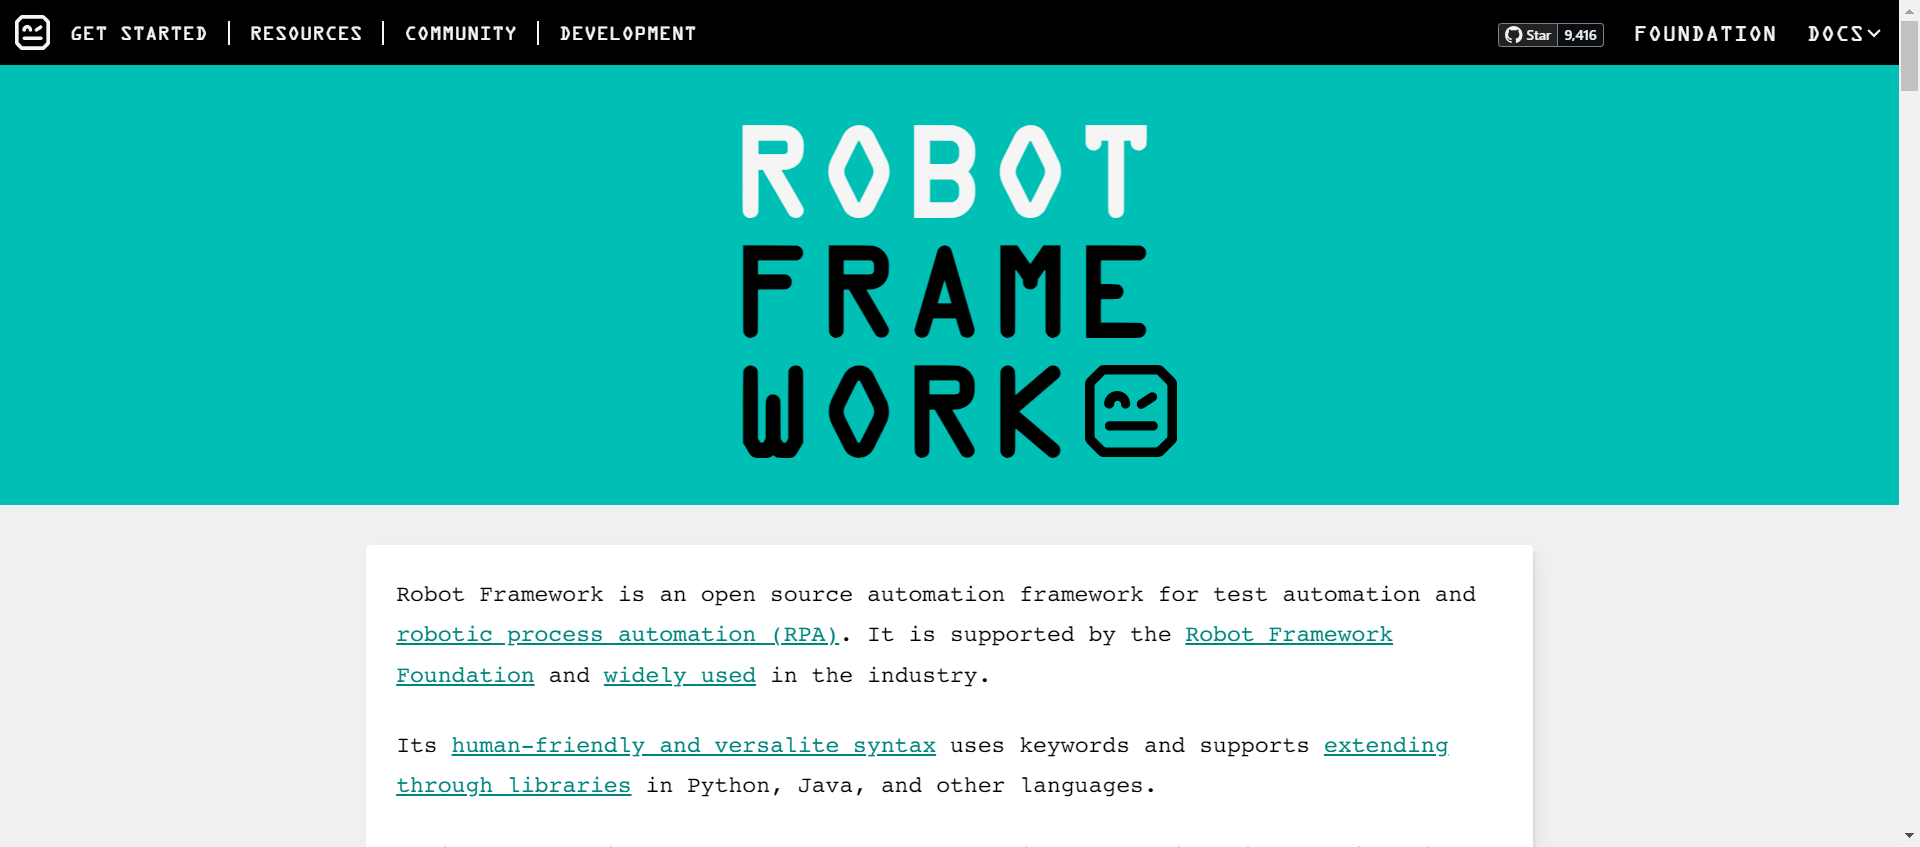 GET STARTED RESOURCES COMMUNITY DEVELOPMENT Star 9,416 FOUNDATION DOCS
ROBOT
FRAME
WORK
Robot Framework is an open source automation framework for test automation and
robotic process automation (RPA). It is supported by the Robot Framework
Foundation and widely used in the industry.
Its human-friendly and versalite syntax uses keywords and supports extending
through libraries in Python, Java, and other languages.